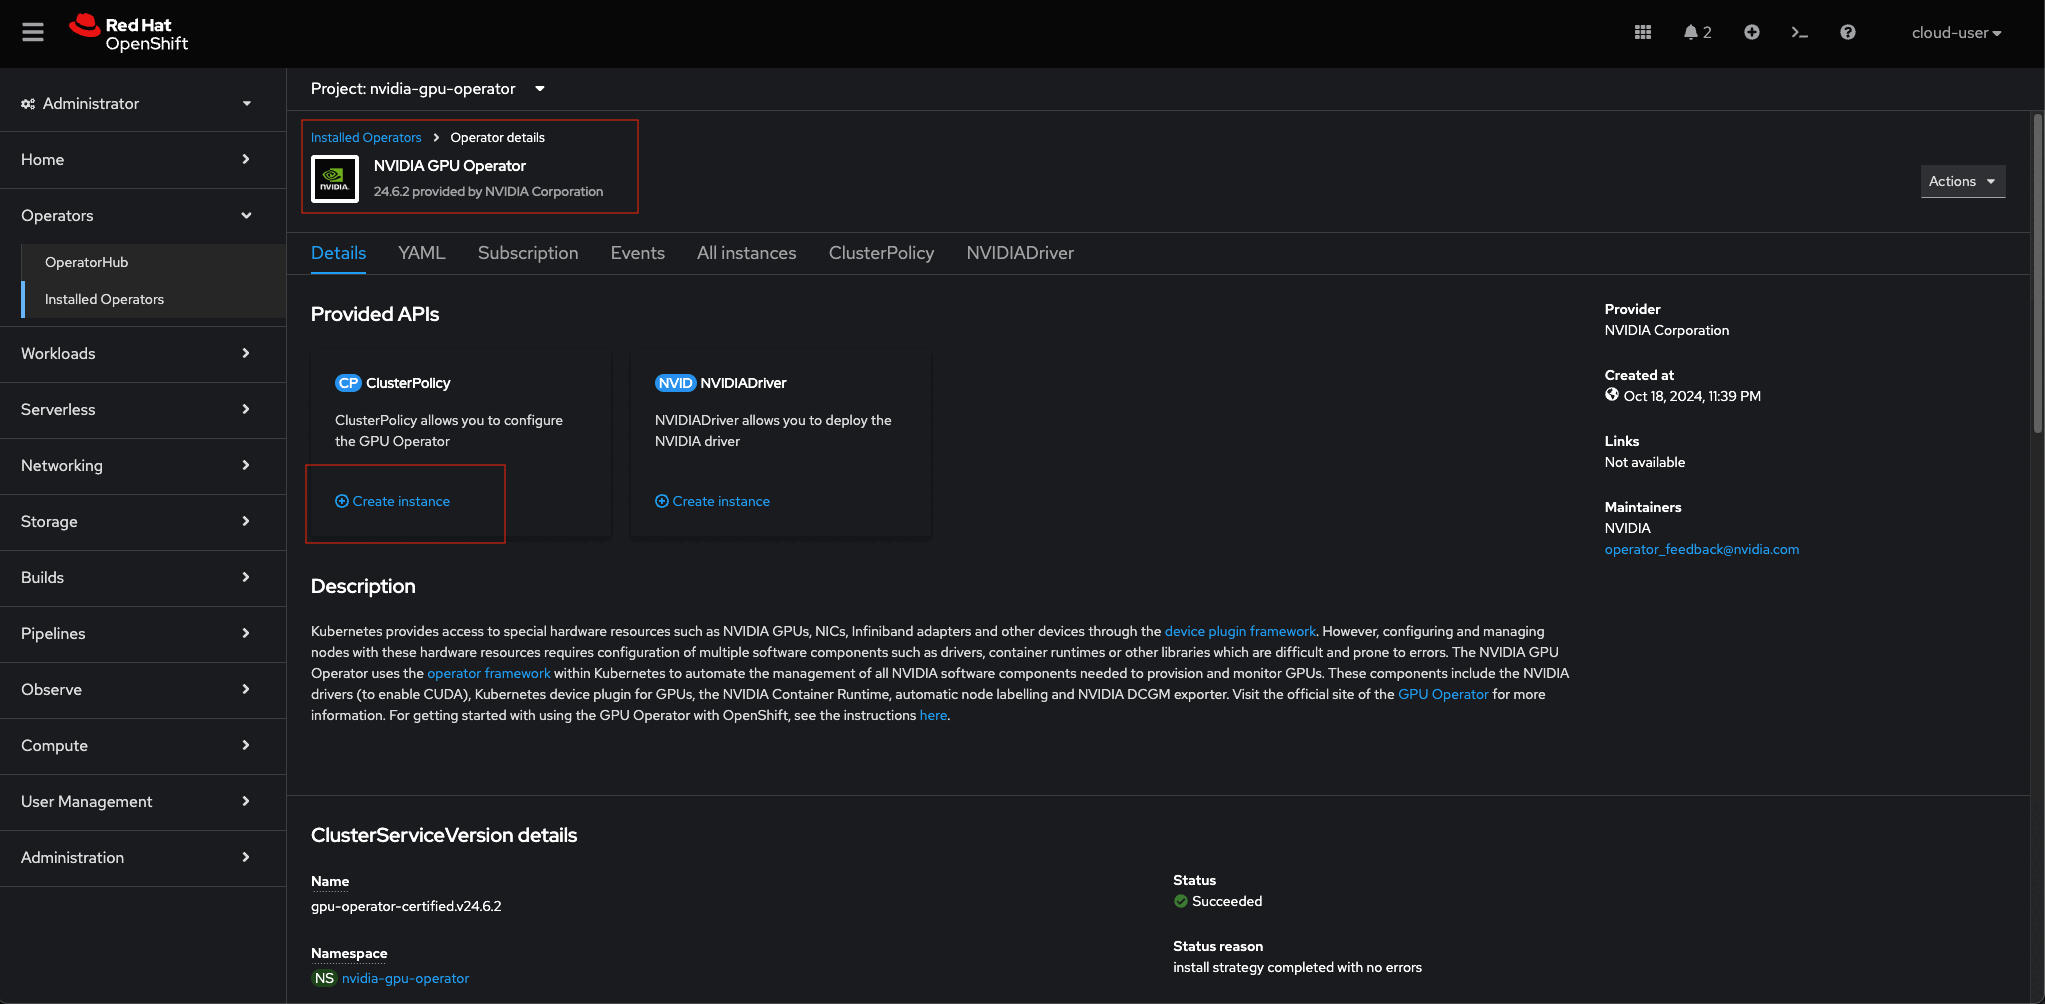 Red Hat
OpenShift
2
cloud-user
Administrator
Home
Operators
OperatorHub
Installed Operators
Workloads
Serverless
Networking
Storage
Builds
Pipelines
Observe
Compute
User Management
Administration
Project: nvidia-gpu-operator
Installed Operators > Operator details
NVIDIA
NVIDIA GPU Operator
24.6.2 provided by NVIDIA Corporation
Actions
Details YAML Subscription Events All instances ClusterPolicy NVIDIADriver
Provided APIs
CP ClusterPolicy
ClusterPolicy allows you to configure
the GPU Operator
Create instance
NVID NVIDIADriver
NVIDIADriver allows you to deploy the
NVIDIA driver
Create instance
Provider
NVIDIA Corporation
Created at
Oct 18, 2024, 11:39 PM
Links
Not available
Maintainers
NVIDIA
operator_feedback@nvidia.com
Description
Kubernetes provides access to special hardware resources such as NVIDIA GPUs, NICs, Infiniband adapters and other devices through the device plugin framework. However, configuring and managing
nodes with these hardware resources requires configuration of multiple software components such as drivers, container runtimes or other libraries which are difficult and prone to errors. The NVIDIA GPU
Operator uses the operator framework within Kubernetes to automate the management of all NVIDIA software components needed to provision and monitor GPUs. These components include the NVIDIA
drivers (to enable CUDA), Kubernetes device plugin for GPUs, the NVIDIA Container Runtime, automatic node labelling and NVIDIA DCGM exporter. Visit the official site of the GPU Operator for more
information. For getting started with using the GPU Operator with OpenShift, see the instructions here.
ClusterServiceVersion details
Name
gpu-operator-certified.v24.6.2
Namespace
NS nvidia-gpu-operator
Status
Succeeded
Status reason
install strategy completed with no errors